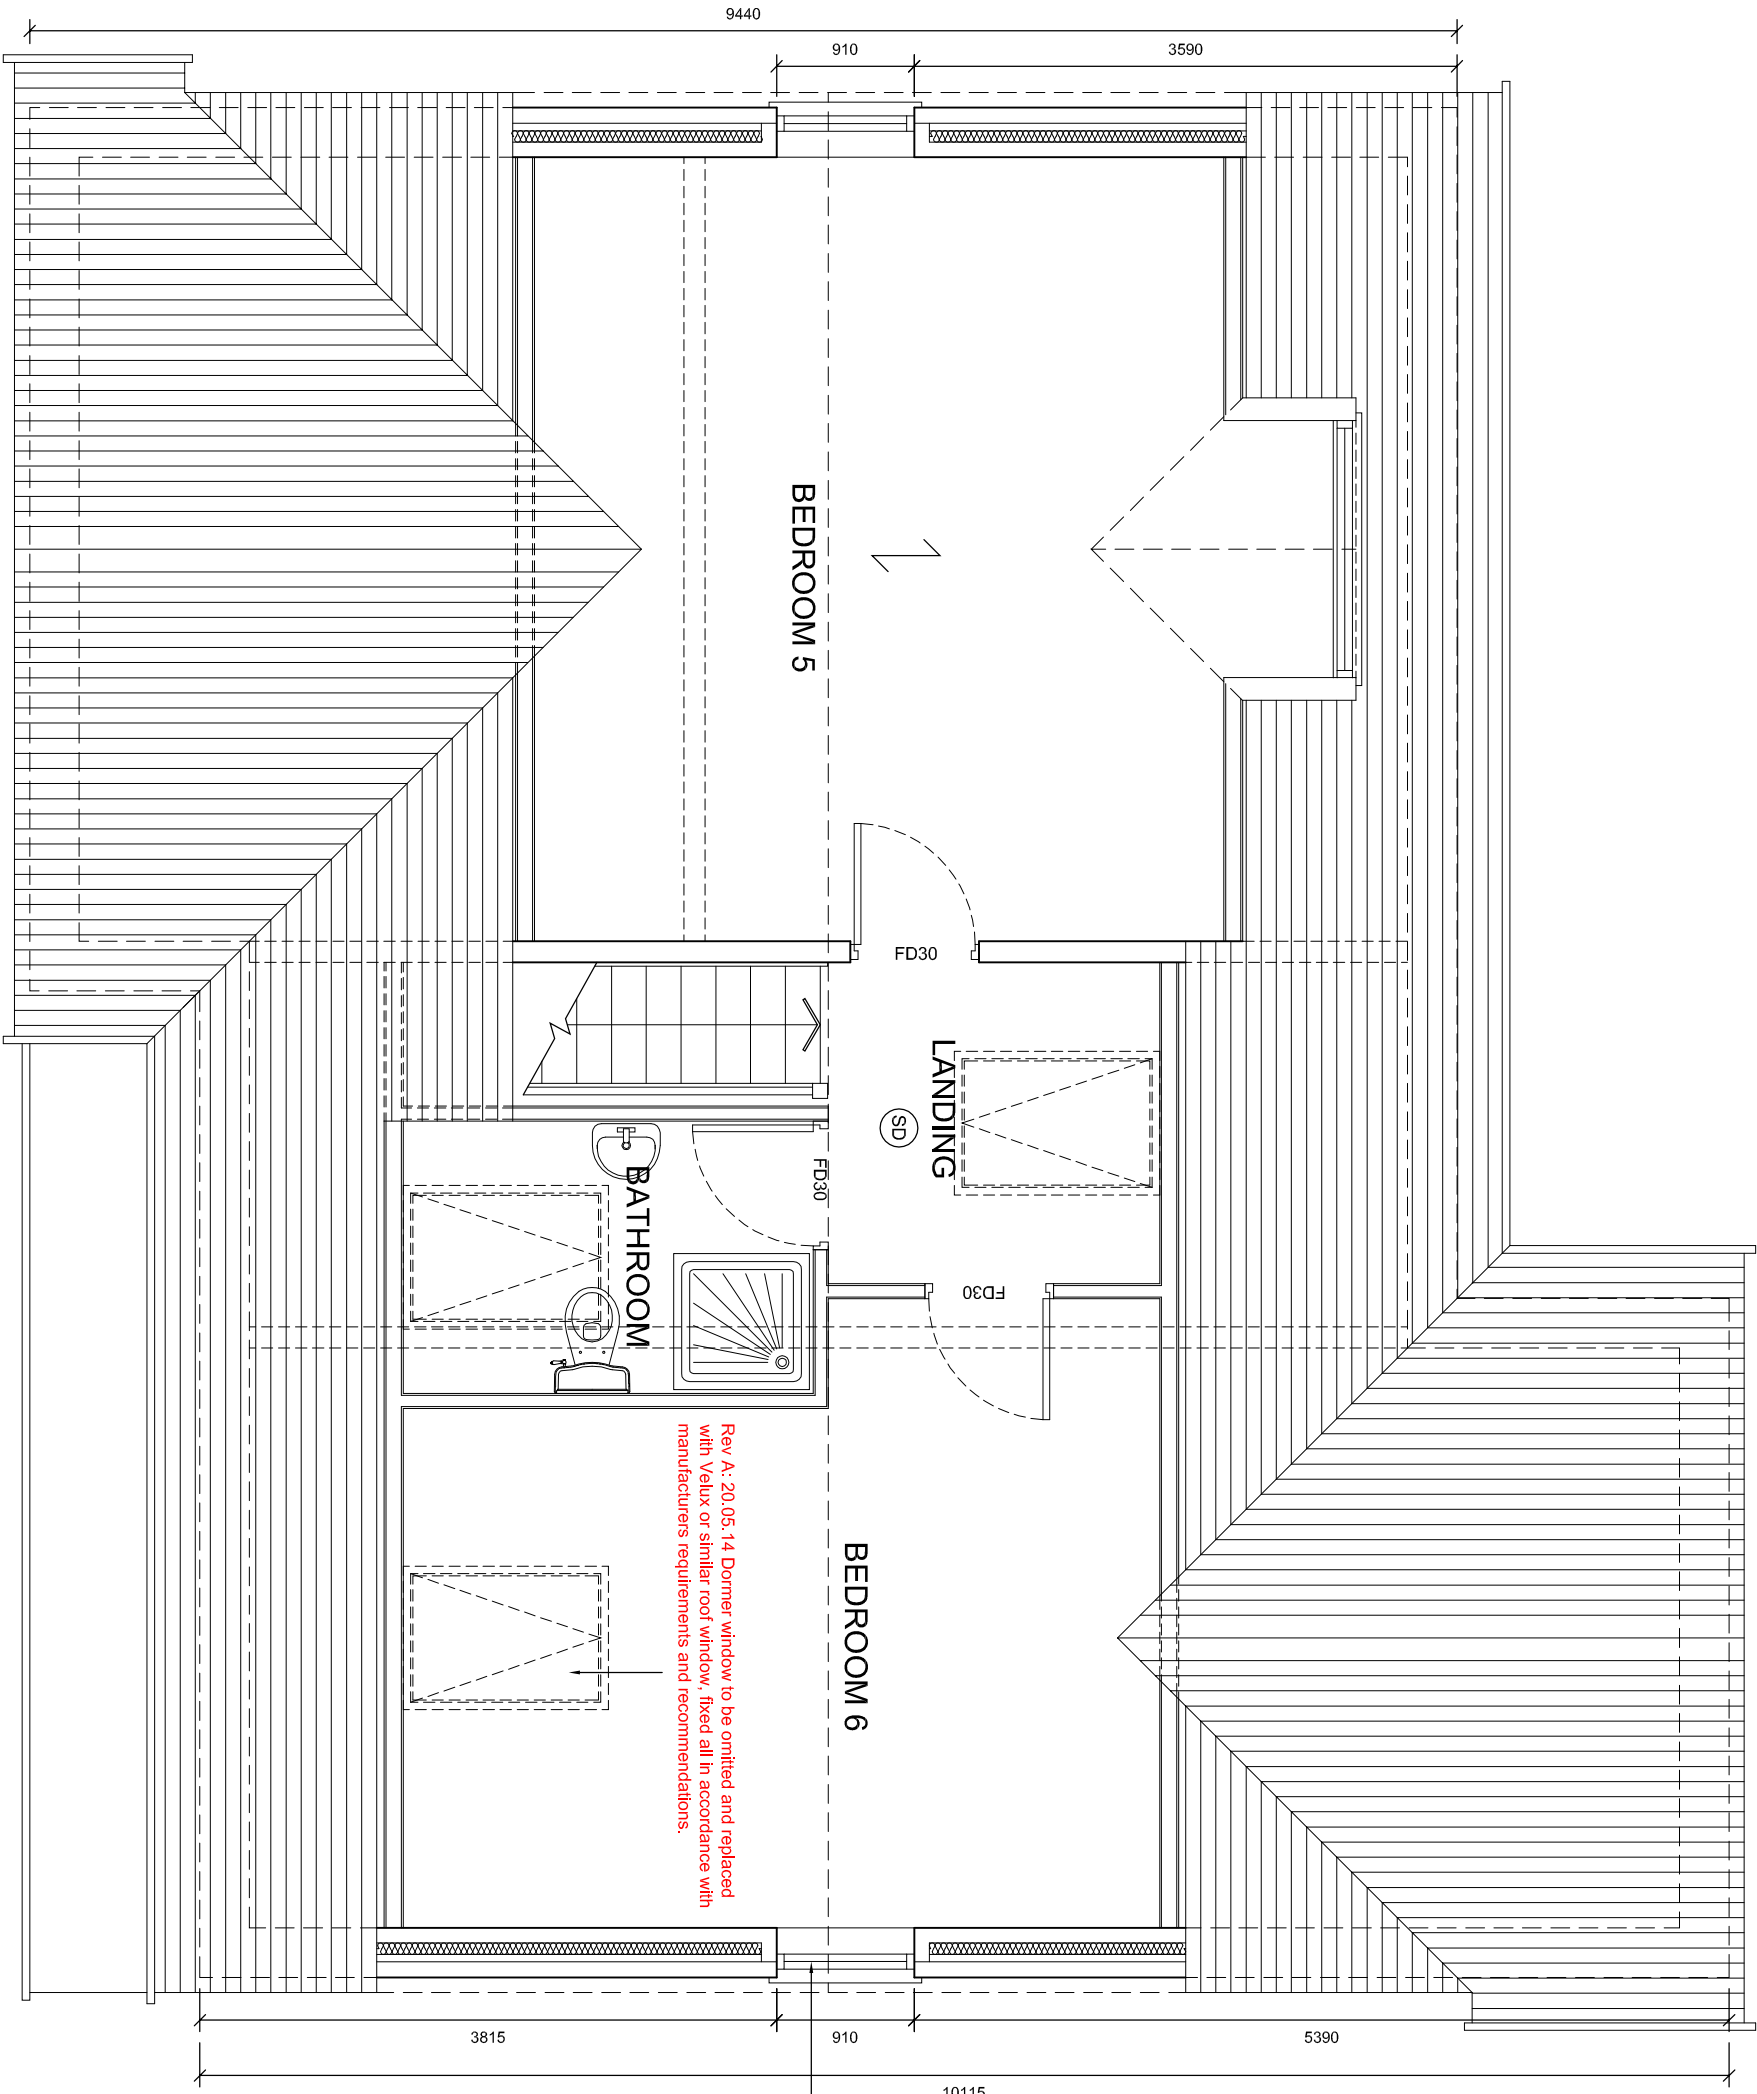 9440
910
3590
BEDROOM 5
FD30
LANDING
SD
FD30
BATHROOM
FD30
Rev A: 20.05.14 Dormer window to be omitted and replaced
with Velux or similar roof window, fixed all in accordance with
manufacturers requirements and recommendations.
BEDROOM 6
3815
910
5390
10115